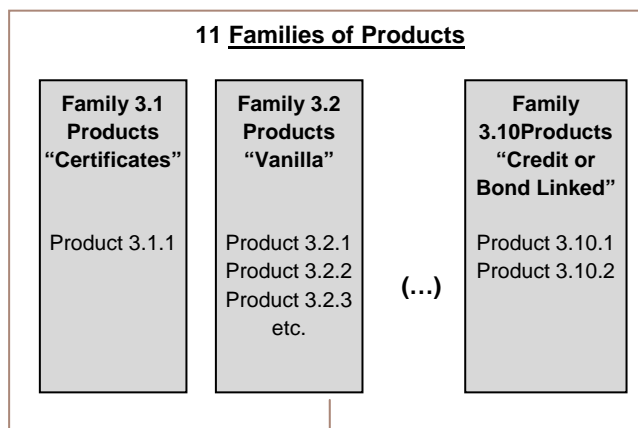 11 Families of Products
Family 3.1
Products
“Certificates”
Product 3.1.1
Family 3.2
Products
“Vanilla”
Product 3.2.1
Product 3.2.2
Product 3.2.3
etc.
(…)
Family
3.10Products
“Credit or
Bond Linked”
Product 3.10.1
Product 3.10.2